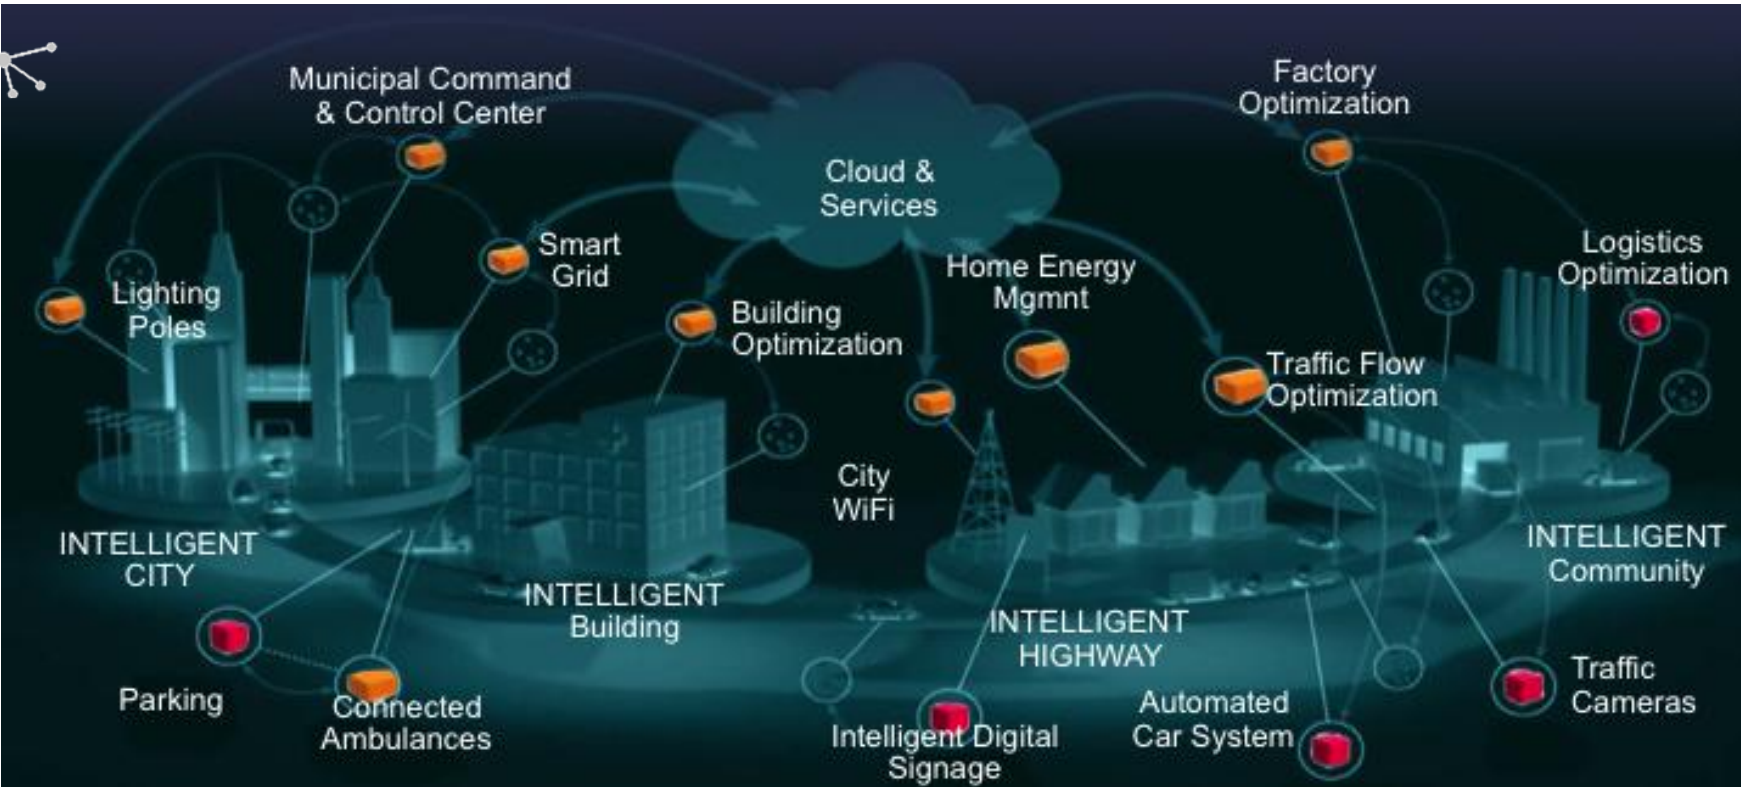 Municipal Command
& Control Center
Factory
Optimization
Cloud &
Services
Smart
Grid
Logistics
Optimization
Home Energy
Mgmnt
Lighting
Poles
Building
Optimization
Traffic Flow
Optimization
City
WiFi
INTELLIGENT
CITY
INTELLIGENT
Building
INTELLIGENT
HIGHWAY
INTELLIGENT
Community
Parking
Connected
Ambulances
Intelligent Digital
Signage
Automated
Car System
Traffic
Cameras